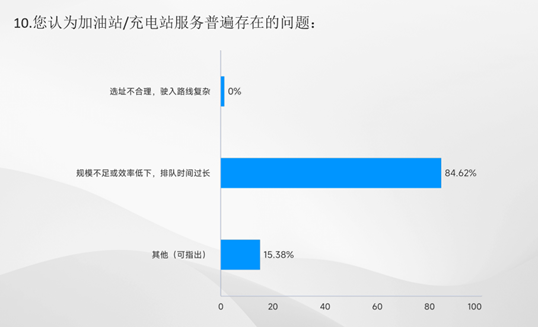 10.您认为加油站/充电站服务普遍存在的问题：
选址不合理，驶入路线复杂
0%
规模不足或效率低下，排队时间过长
84.62%
其他（可指出）
15.38%
0 20 40 60 80 100